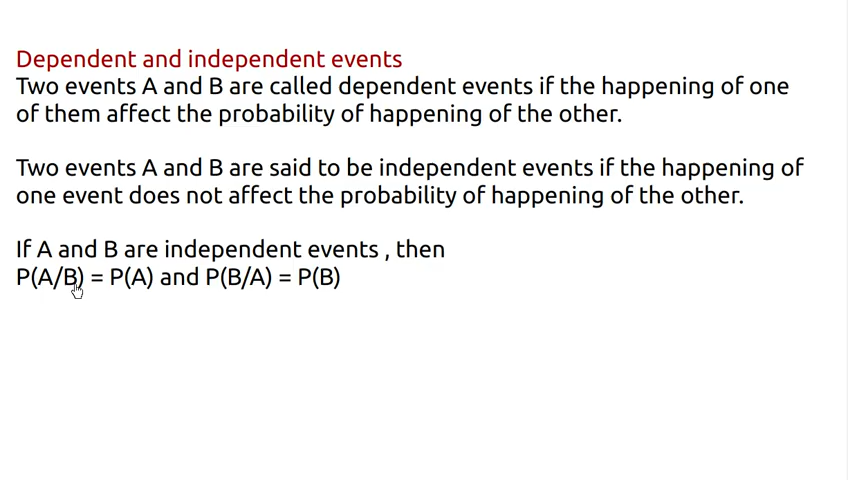 Dependent and independent events
Two events A and B are called dependent events if the happening of one
of them affect the probability of happening of the other.
Two events A and B are said to be independent events if the happening of
one event does not affect the probability of happening of the other.
If A and B are independent events , then
P(A/B) = P(A) and P(B/A) = P(B)